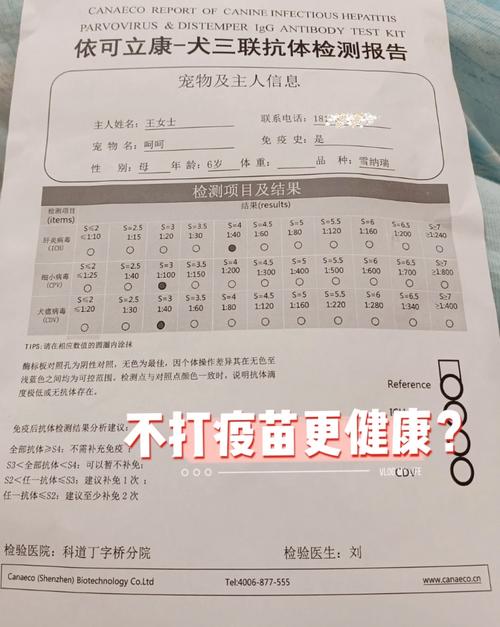 CANAECO REPORT OF CANINE INFECTIOUS HEPATITIS
PARVOVIRUS & DISTEMPER IgG ANTIBODY TEST KIT
依可立康-犬三联抗体检测报告
宠物及主人信息
主人姓名: 王女士 联系电话: 181
宠物名: 呵呵 免疫史: 是
性别: 母 年龄: 6岁 体重: 品种: 雪纳瑞
检测项目及结果
检测项目 (items) 结果(results)
肝炎病毒 (ICH) S≤2 ≤1:10 S=2.5 1:15 S=3 1:20 S=3.5 1:30 S=4 1:40 S=4.5 1:60 S=5 1:80 S=5.5 1:120 S=6 1:160 S=6.5 1:200 S≥7 ≥1:240
细小病毒 (CPV) S≤2 ≤1:25 S=2.5 1:40 S=3 1:100 S=3.5 1:150 S=4 1:200 S=4.5 1:300 S=5 1:400 S=5.5 1:500 S=6 1:600 S=6.5 1:700 S≥7 ≥1:800
犬瘟病毒 (CDV) S≤2 ≤1:20 S=2.5 1:30 S=3 1:40 S=3.5 1:60 S=4 1:80 S=4.5 1:120 S=5 1:160 S=5.5 1:220 S=6 1:280 S=6.5 1:335 S≥7 ≥1:400
TIPS: 请在相应数值的圆圈内涂抹
酶标板对照孔为阴性对照，无色为最佳，因个体操作差异其在无色至
浅蓝色之间均为可控范围。检测点与对照点颜色一致时，说明抗体滴
度极低或无抗体存在。
Reference
免疫后抗体检测结果分析建议:
不打疫苗更健康？
全部抗体≥S4: 不需补充免疫
S3<全部抗体<S4: 可以暂不补免;
S2<任一抗体≤S3: 建议补免1次;
任一抗体≤S2: 建议至少补免2次
CDV
检验医院: 科道丁字桥分院 检验医生: 刘
Canaeco (Shenzhen) Biotechnology Co.Ltd Tel:4006-877-555 www.canaeco.cn